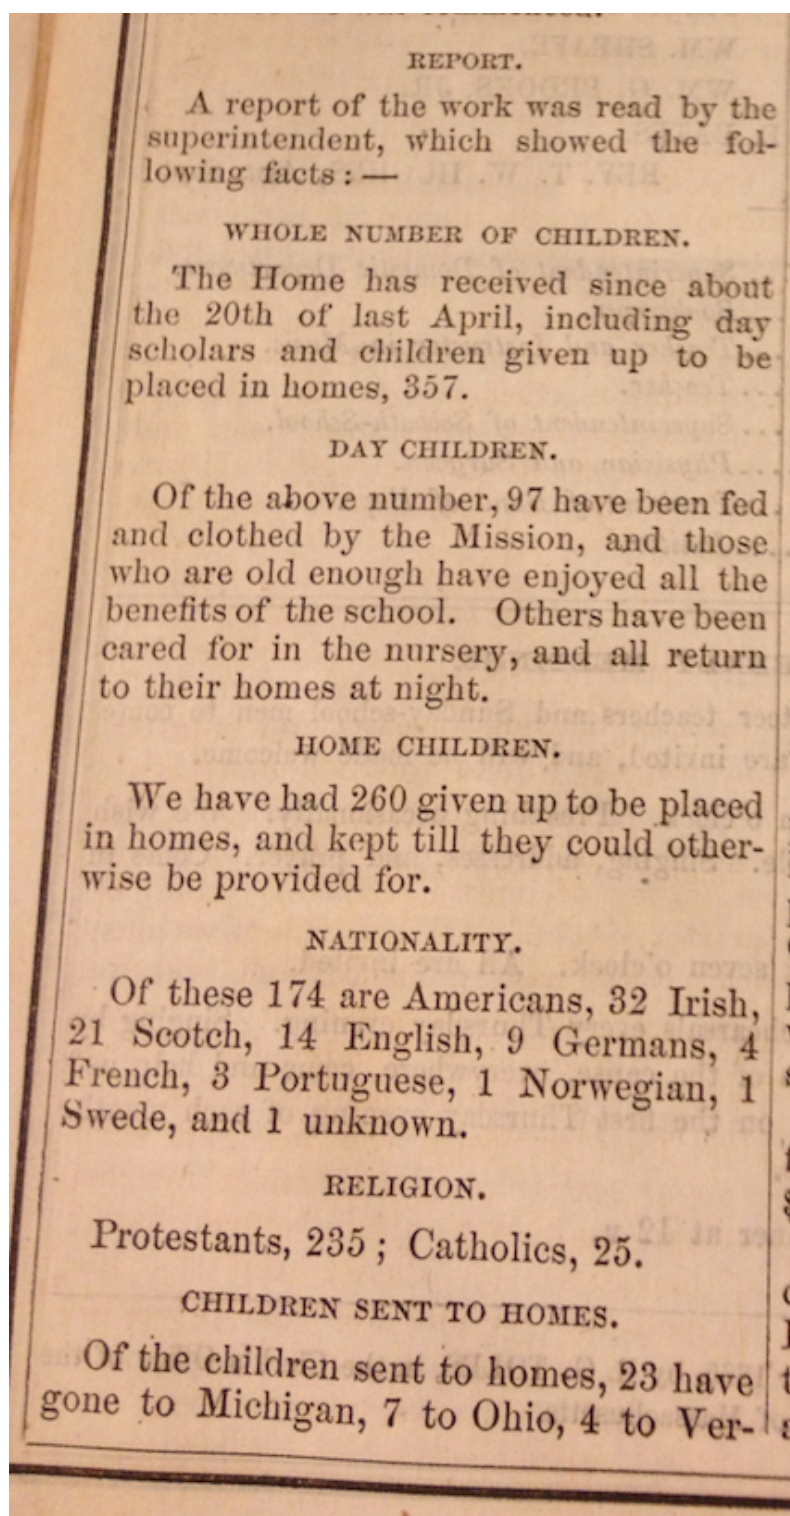 REPORT.
A report of the work was read by the
superintendent, which showed the fol-
lowing facts : —
WHOLE NUMBER OF CHILDREN.
The Home has received since about
the 20th of last April, including day
scholars and children given up to be
placed in homes, 357.
DAY CHILDREN.
Of the above number, 97 have been fed
and clothed by the Mission, and those
who are old enough have enjoyed all the
benefits of the school. Others have been
cared for in the nursery, and all return
to their homes at night.
HOME CHILDREN.
We have had 260 given up to be placed
in homes, and kept till they could other-
wise be provided for.
NATIONALITY.
Of these 174 are Americans, 32 Irish,
21 Scotch, 14 English, 9 Germans, 4
French, 3 Portuguese, 1 Norwegian, 1
Swede, and 1 unknown.
RELIGION.
Protestants, 235 ; Catholics, 25.
CHILDREN SENT TO HOMES.
Of the children sent to homes, 23 have
gone to Michigan, 7 to Ohio, 4 to Ver-